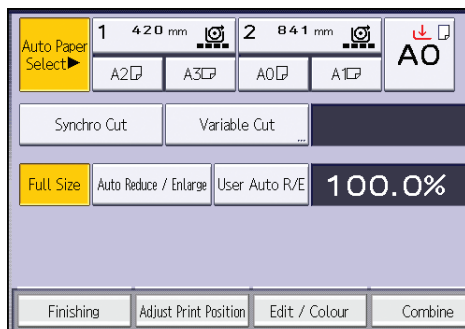 Auto Paper
Select▶
1 420 mm
2 841 mm
A2
A3
A0
A1
A0
Synchro Cut
Variable Cut
...
Full Size
Auto Reduce / Enlarge
User Auto R/E
100.0%
Finishing
Adjust Print Position
Edit / Colour
Combine